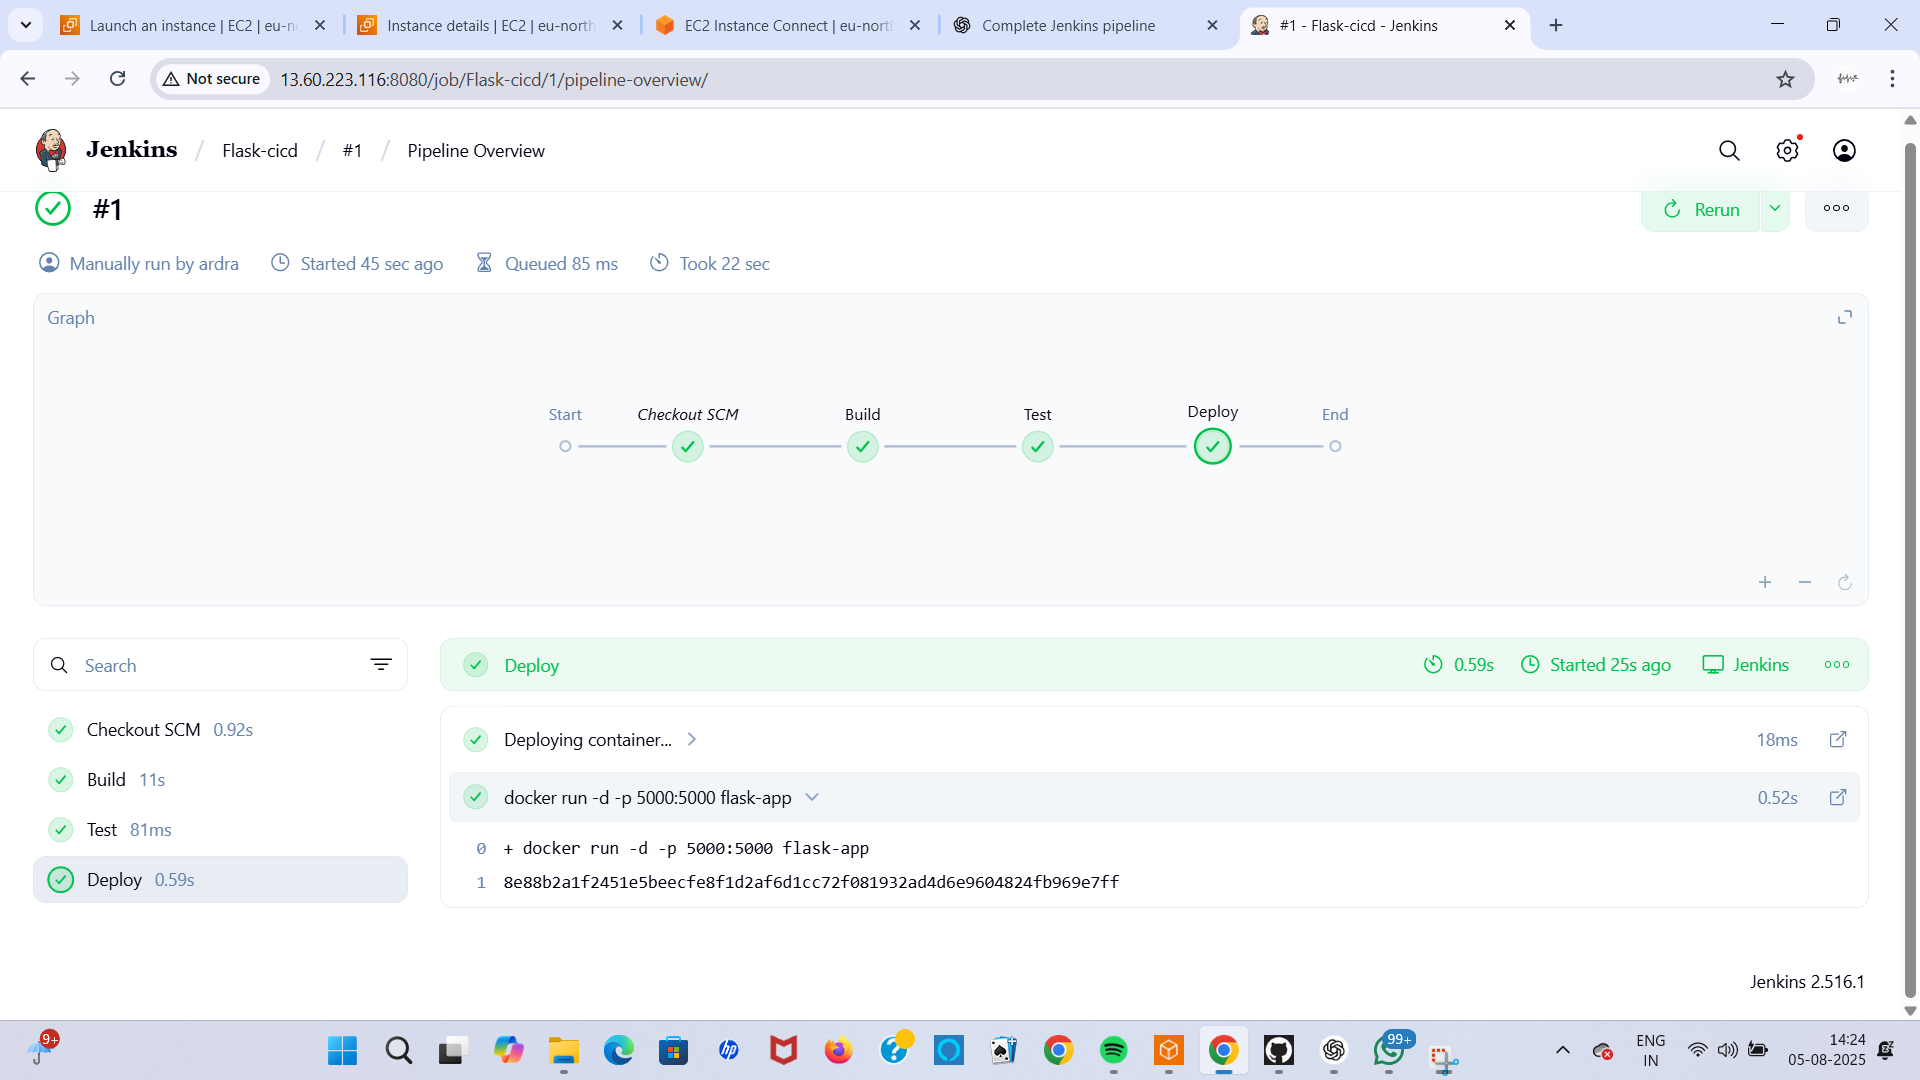 Launch an instance | EC2 | eu-no
Instance details | EC2 | eu-north
EC2 Instance Connect | eu-north
Complete Jenkins pipeline
#1 - Flask-cicd - Jenkins
Not secure
13.60.223.116:8080/job/Flask-cicd/1/pipeline-overview/
Jenkins / Flask-cicd / #1 / Pipeline Overview
#1
Rerun
Manually run by ardra
Started 45 sec ago
Queued 85 ms
Took 22 sec
Graph
Start
Checkout SCM
Build
Test
Deploy
End
Search
Checkout SCM 0.92s
Build 11s
Test 81ms
Deploy 0.59s
Deploy
0.59s
Started 25s ago
Jenkins
Deploying container...
18ms
docker run -d -p 5000:5000 flask-app
0.52s
0 + docker run -d -p 5000:5000 flask-app
1 8e88b2a1f2451e5beecfe8f1d2af6d1cc72f081932ad4d6e9604824fb969e7ff
Jenkins 2.516.1
9+
hp
99+
ENG
IN
14:24
05-08-2025